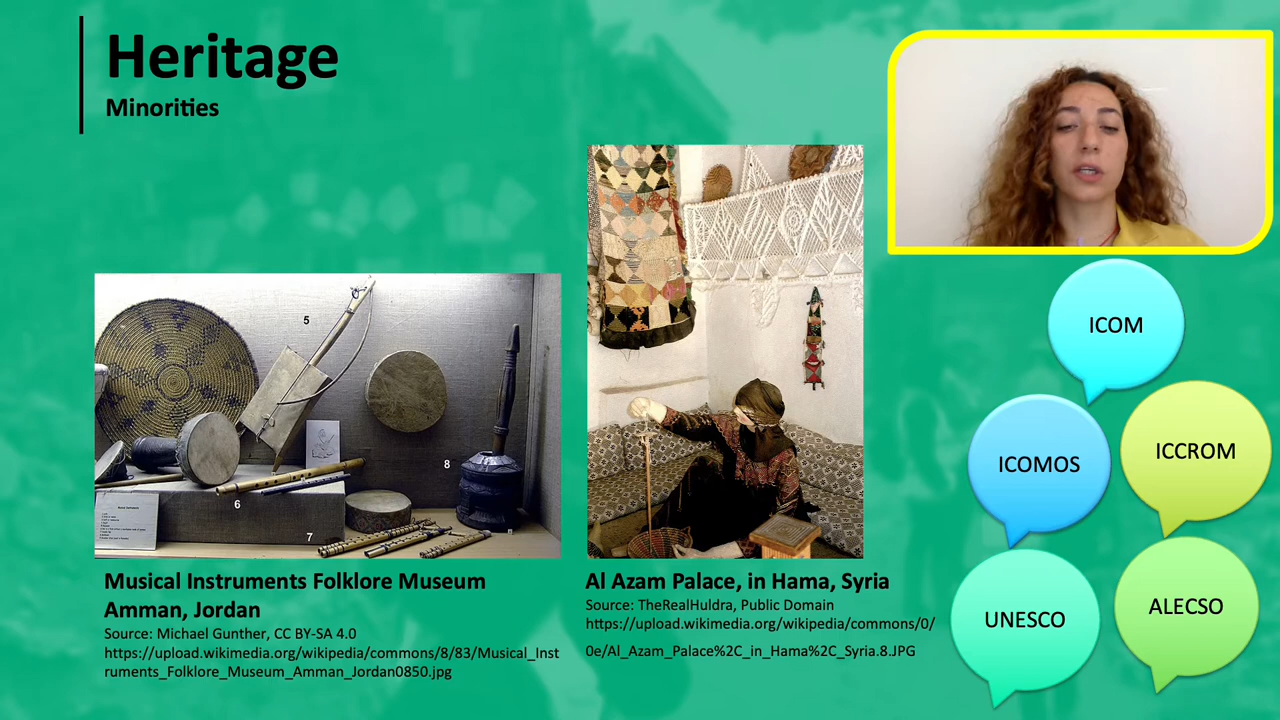 Heritage
Minorities
5
6
7
8
Musical Instruments Folklore Museum
Amman, Jordan
Source: Michael Gunther, CC BY-SA 4.0
https://upload.wikimedia.org/wikipedia/commons/8/83/Musical_Inst
ruments_Folklore_Museum_Amman_Jordan0850.jpg
Al Azam Palace, in Hama, Syria
Source: TheRealHuldra, Public Domain
https://upload.wikimedia.org/wikipedia/commons/0/
0e/Al_Azam_Palace%2C_in_Hama%2C_Syria.8.JPG
ICOM
ICOMOS
ICCROM
UNESCO
ALECSO